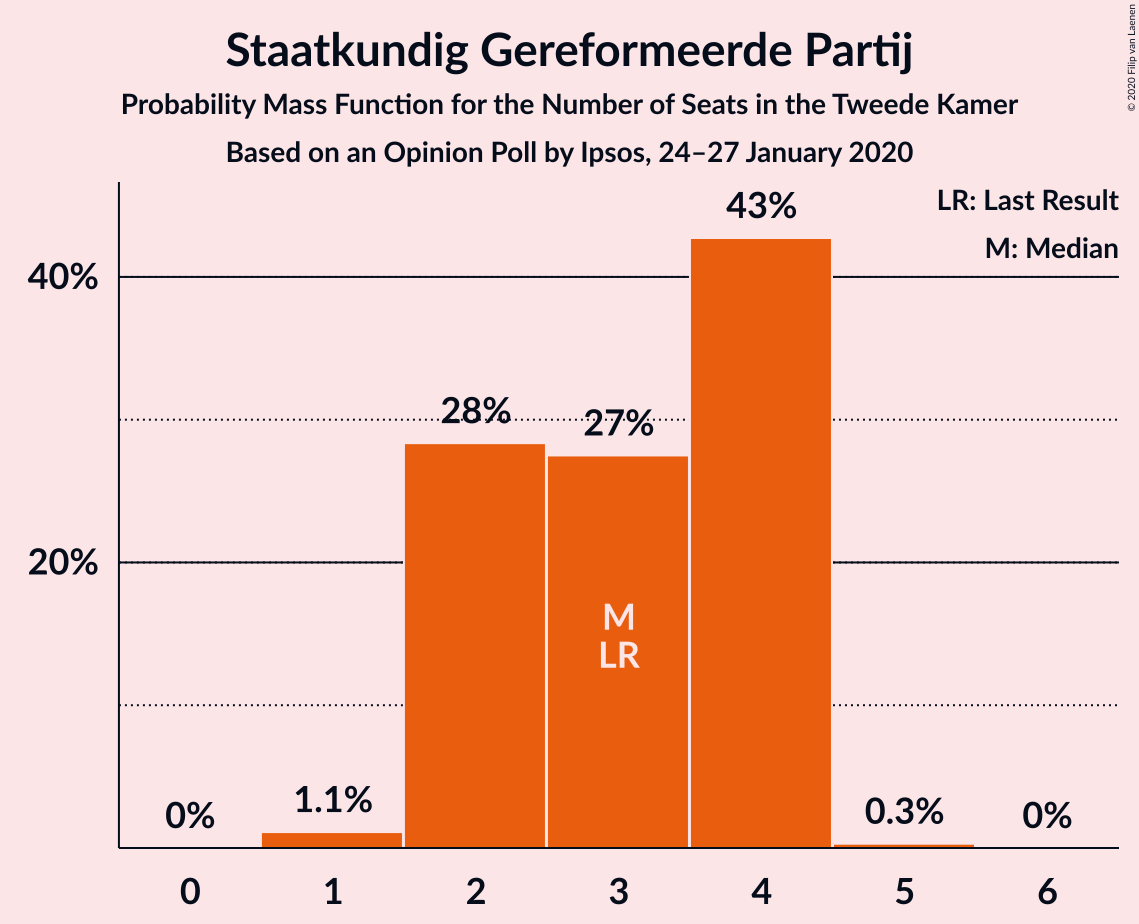 Staatkundig Gereformeerde Partij
Probability Mass Function for the Number of Seats in the Tweede Kamer
Based on an Opinion Poll by Ipsos, 24–27 January 2020
© 2020 Filip van Laenen
LR: Last Result
M: Median
43%
40%
28%
27%
20%
M
LR
0%
1.1%
0.3%
0%
0
1
2
3
4
5
6